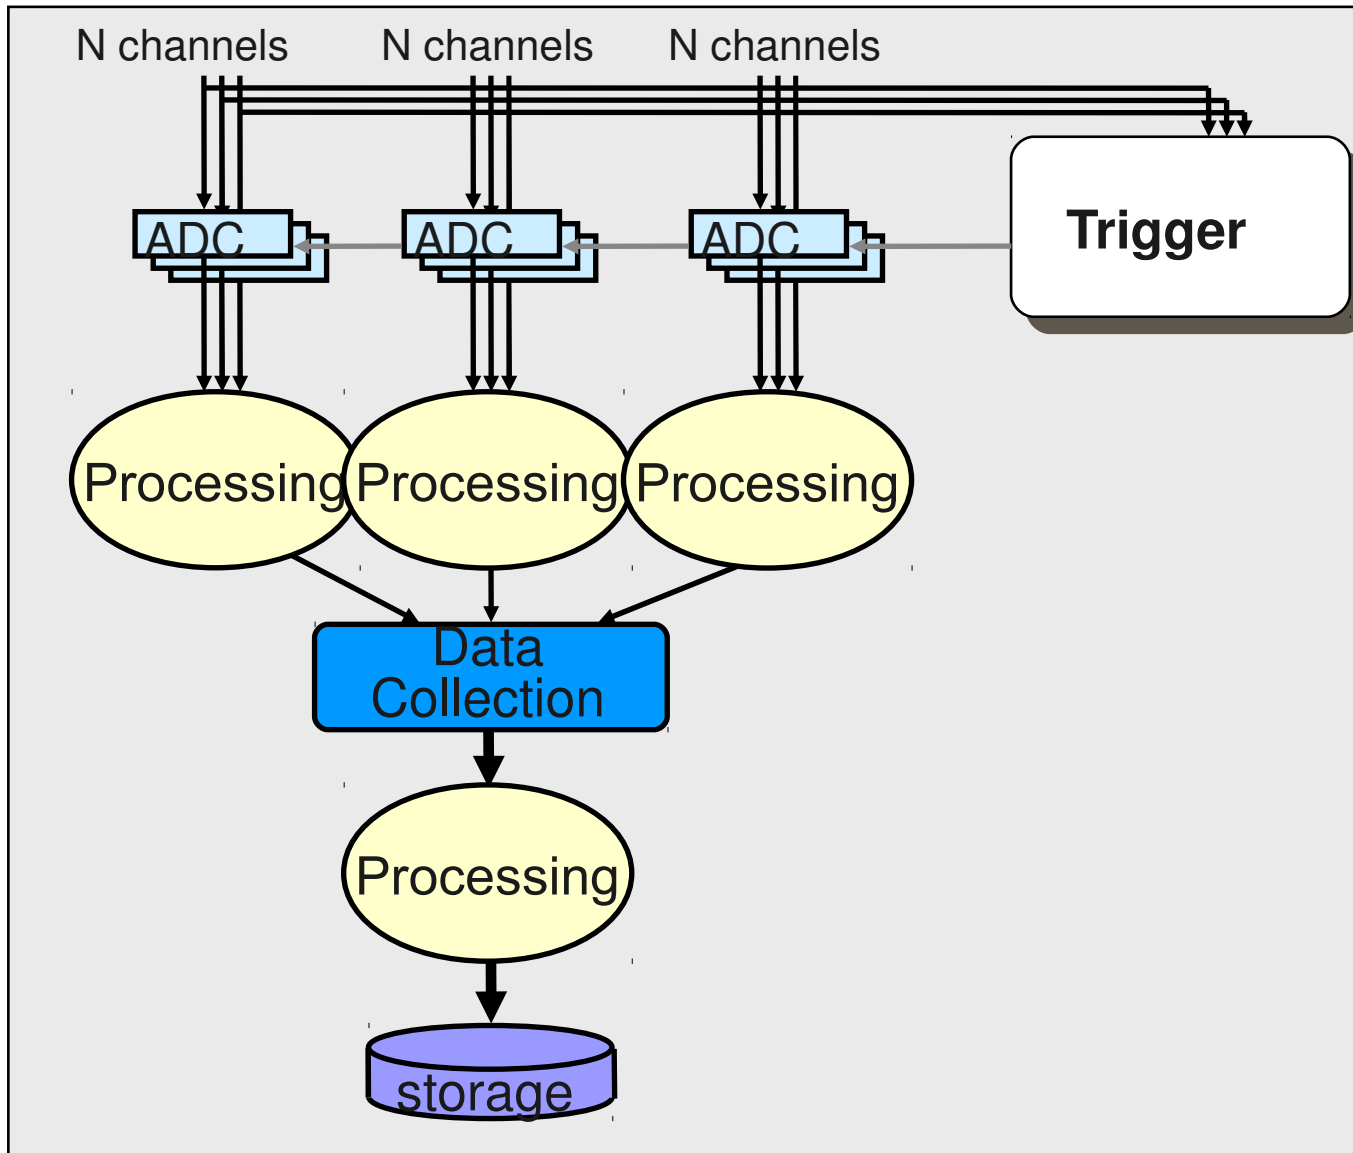 N channels
N channels
N channels
ADC
ADC
ADC
Trigger
Processing
Processing
Processing
Data
Collection
Processing
storage